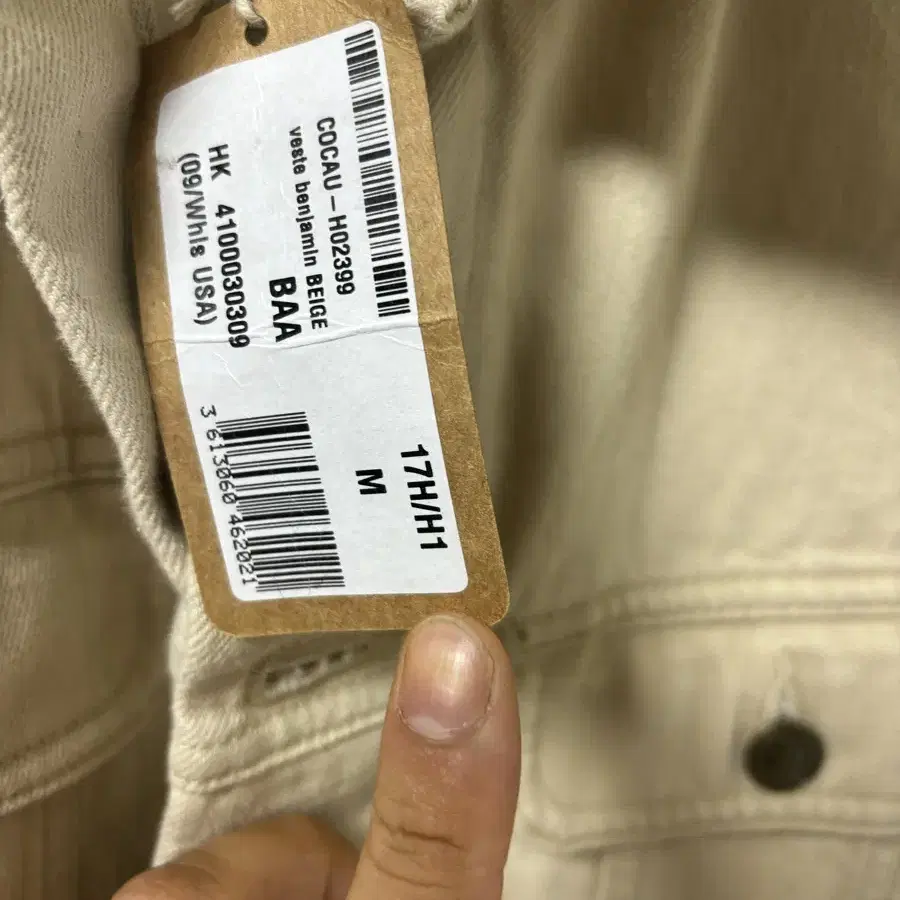 COCAU – H02399
veste benjamin BEIGE
BAA
HK 4100030309
(09/Whls USA)
17H/H1
M
3 613060 462021